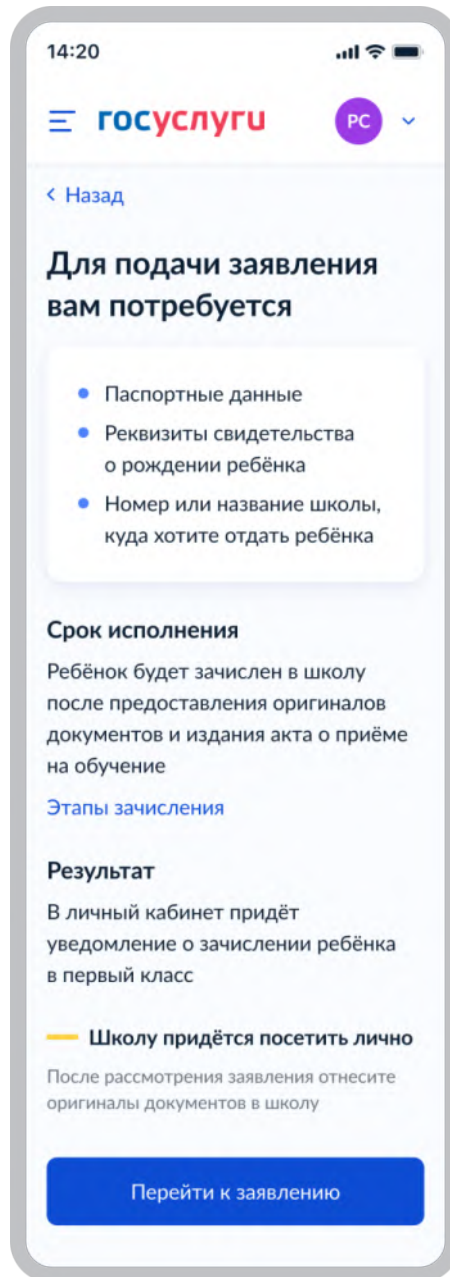 14:20
госуслуги
РС
Назад
Для подачи заявления
вам потребуется
Паспортные данные
Реквизиты свидетельства
о рождении ребёнка
Номер или название школы,
куда хотите отдать ребёнка
Срок исполнения
Ребёнок будет зачислен в школу
после предоставления оригиналов
документов и издания акта о приёме
на обучение
Этапы зачисления
Результат
В личный кабинет придёт
уведомление о зачислении ребёнка
в первый класс
Школу придётся посетить лично
После рассмотрения заявления отнесите
оригиналы документов в школу
Перейти к заявлению